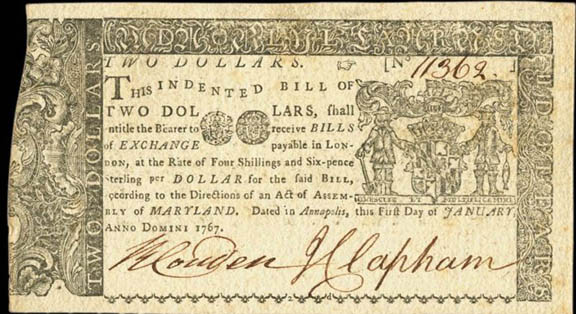 TWO DOLLARS. [No 11362.]
THIS INDENTED BILL OF
TWO DOLLARS, shall
ntitle the Bearer to receive BILLS
of EXCHANGE payable in LON-
DON, at the Rate of Four Shillings and Six-pence
sterling per DOLLAR for the said BILL,
according to the Directions of an Act of ASSEM-
BLY of MARYLAND. Dated in Annapolis, this First Day of JANUARY,
ANNO DOMINI 1767.
J Clapham
TWO DOLLARS